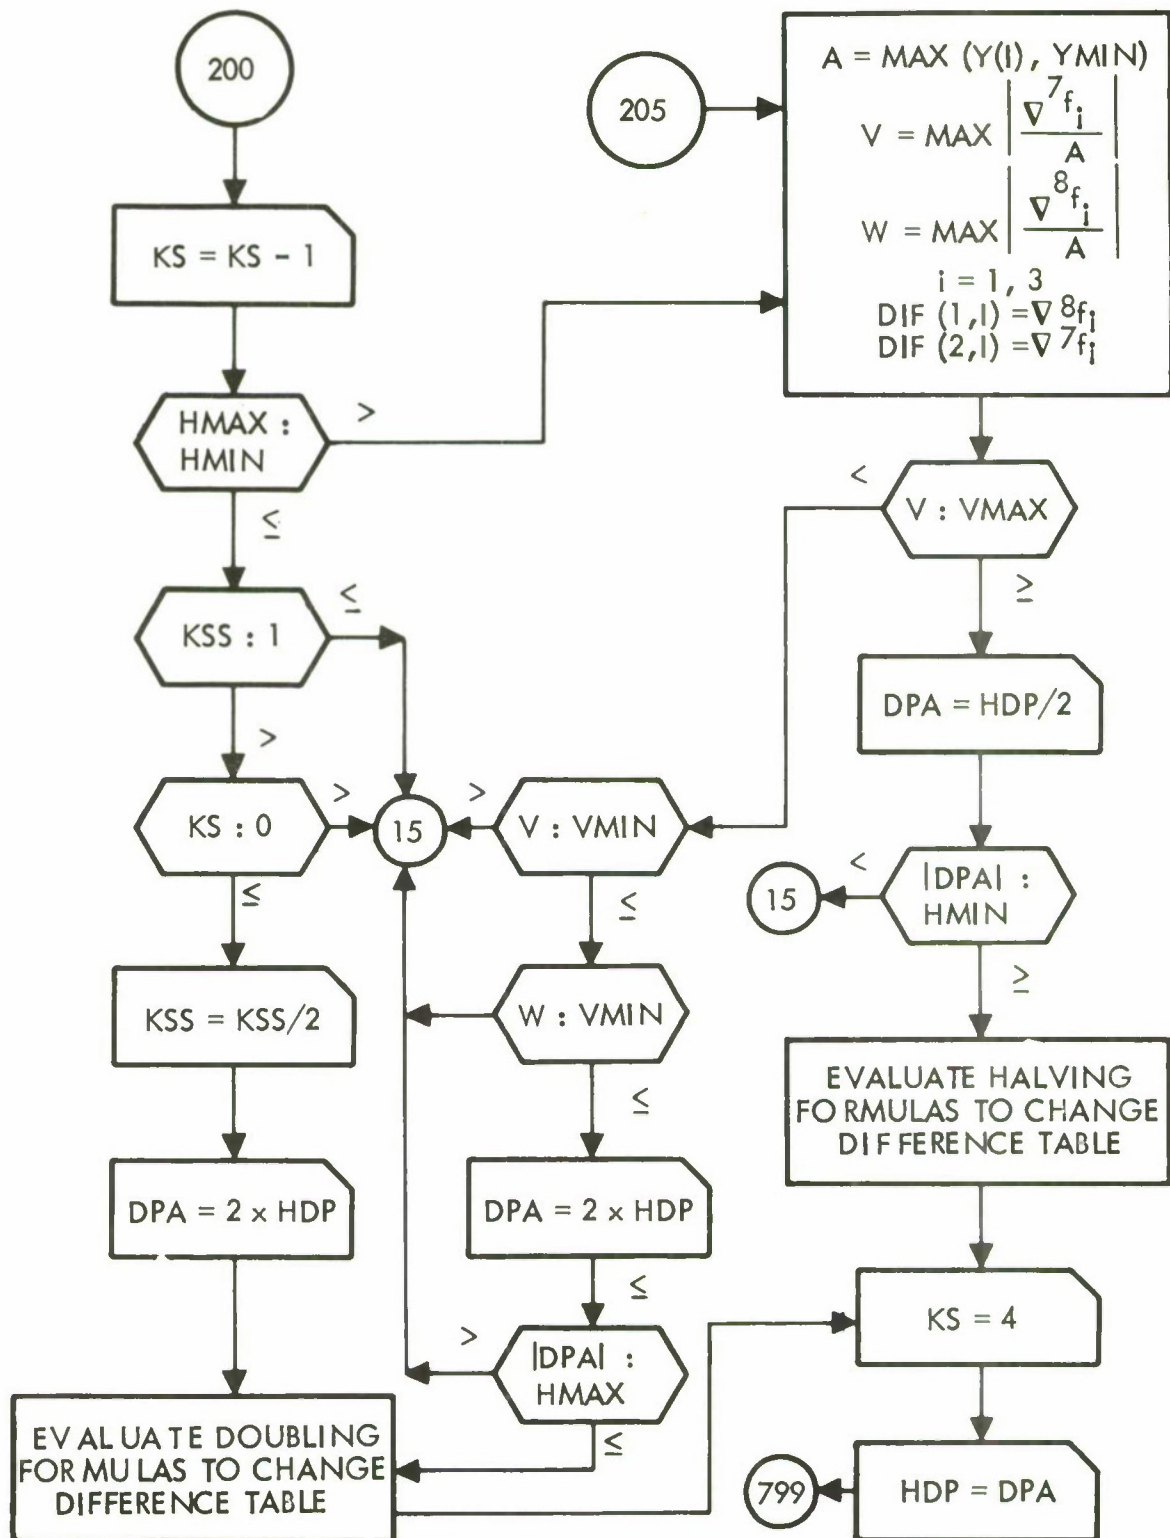 200
KS = KS - 1
HMAX :
HMIN
>
≤
KSS : 1
≤
>
KS : 0
>
≤
KSS = KSS/2
DPA = 2 x HDP
EVALUATE DOUBLING
FORMULAS TO CHANGE
DIFFERENCE TABLE
15
V : VMIN
>
≤
W : VMIN
≤
DPA = 2 x HDP
≤
|DPA| :
HMAX
>
≤
205
A = MAX (Y(I), YMIN)
V = MAX |∇⁷fᵢ / A|
W = MAX |∇⁸fᵢ / A|
i = 1, 3
DIF (1,I) = ∇⁸fᵢ
DIF (2,I) = ∇⁷fᵢ
V : VMAX
<
≥
DPA = HDP/2
|DPA| :
HMIN
<
15
≥
EVALUATE HALVING
FORMULAS TO CHANGE
DIFFERENCE TABLE
KS = 4
HDP = DPA
799